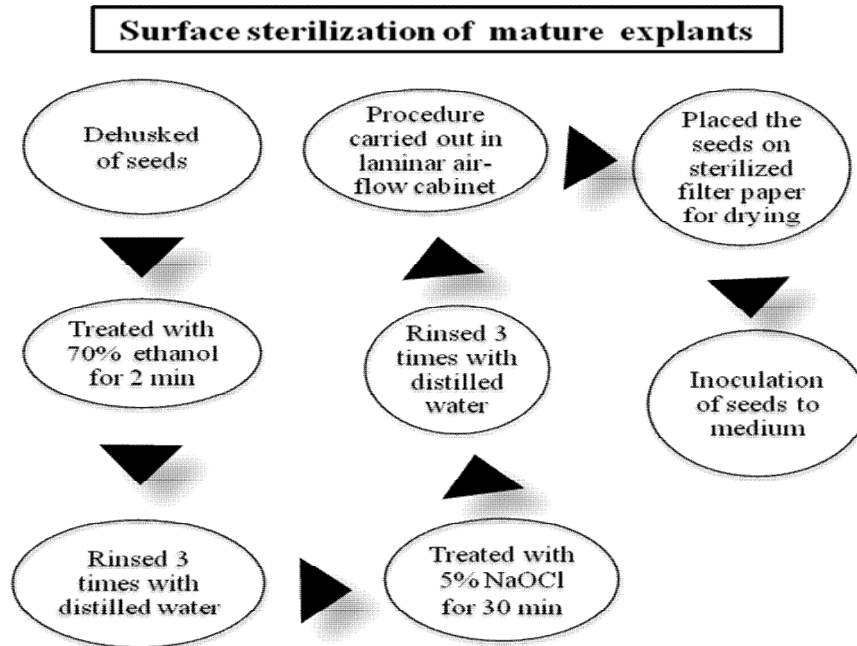 Surface sterilization of mature explants
Dehusked
of seeds
Treated with
70% ethanol
for 2 min
Rinsed 3
times with
distilled water
Treated with
5% NaOCl
for 30 min
Rinsed 3
times with
distilled
water
Procedure
carried out in
laminar air-
flow cabinet
Placed the
seeds on
sterilized
filter paper
for drying
Inoculation
of seeds to
medium